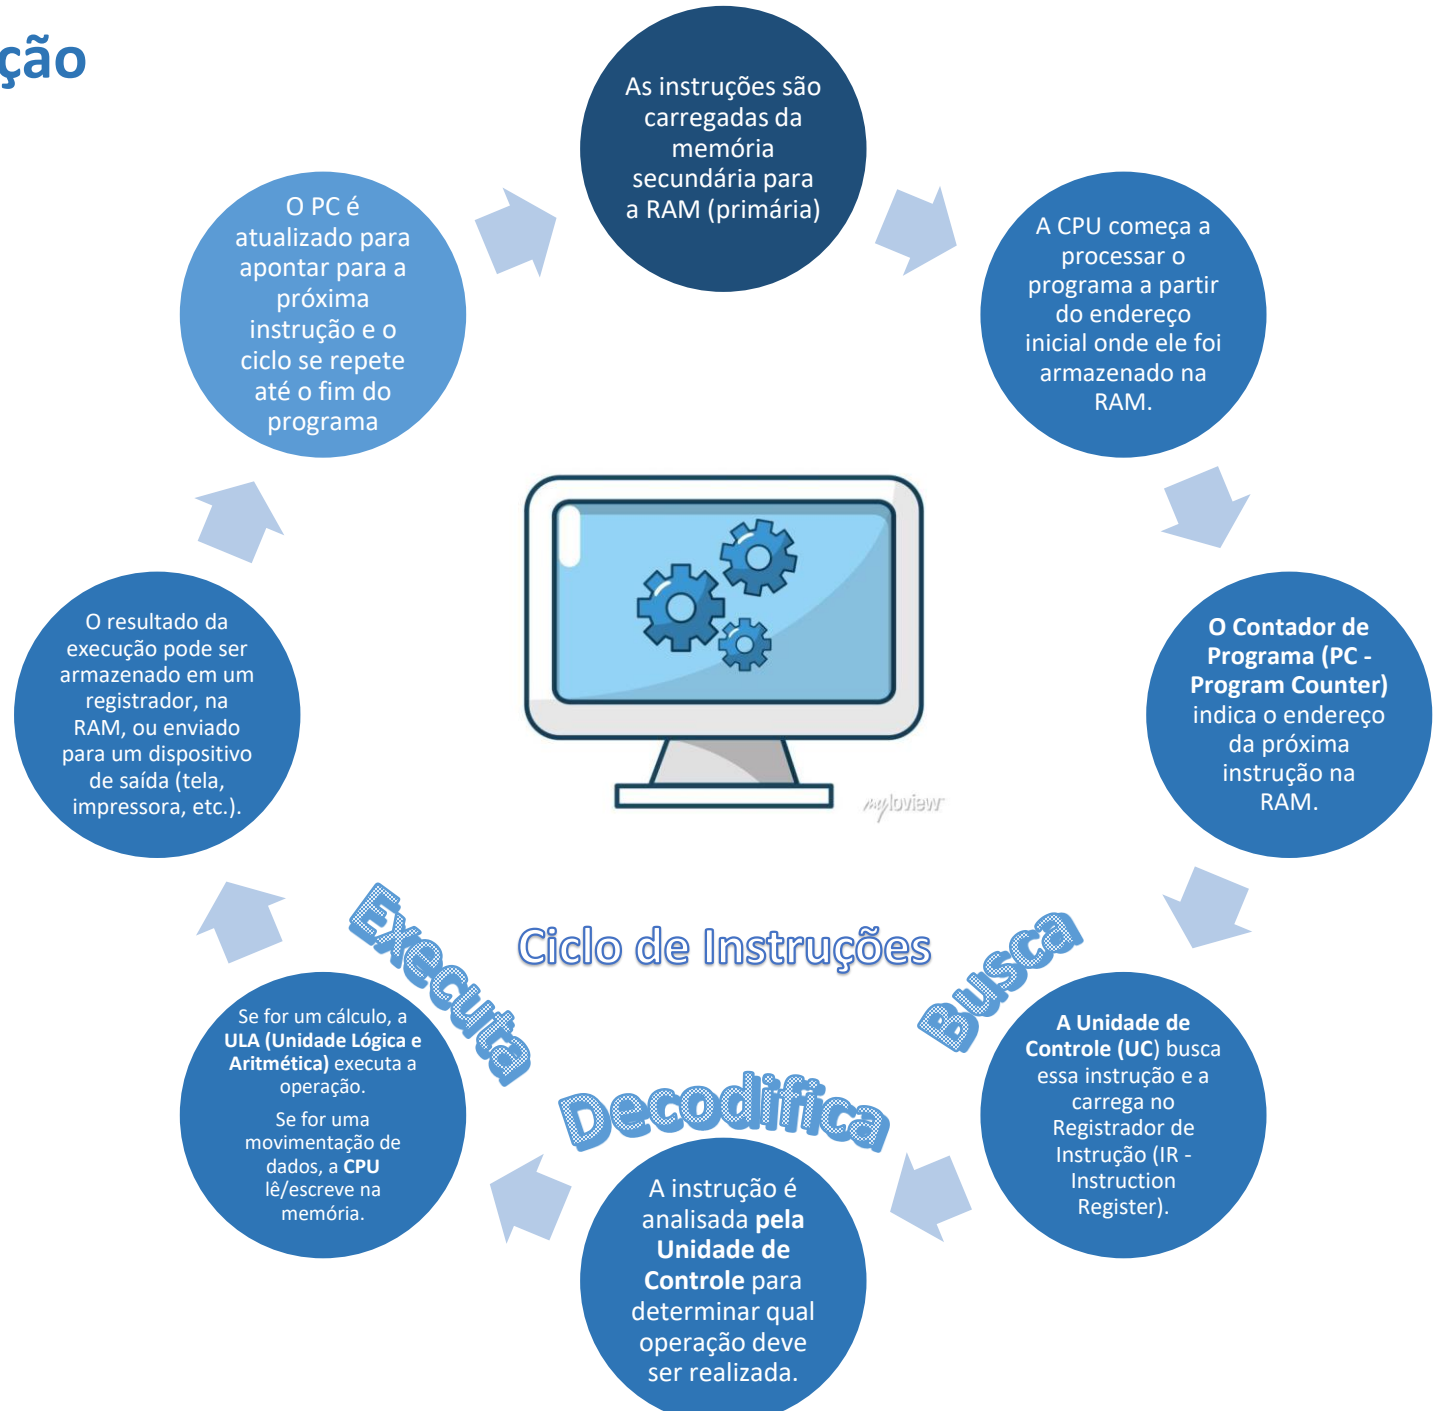 ção
As instruções são
carregadas da
memória
secundária para
a RAM (primária)
A CPU começa a
processar o
programa a partir
do endereço
inicial onde ele foi
armazenado na
RAM.
O Contador de
Programa (PC -
Program Counter)
indica o endereço
da próxima
instrução na
RAM.
Busca
A Unidade de
Controle (UC) busca
essa instrução e a
carrega no
Registrador de
Instrução (IR -
Instruction
Register).
Decodifica
A instrução é
analisada pela
Unidade de
Controle para
determinar qual
operação deve
ser realizada.
Executa
Se for um cálculo, a
ULA (Unidade Lógica e
Aritmética) executa a
operação.
Se for uma
movimentação de
dados, a CPU
lê/escreve na
memória.
O resultado da
execução pode ser
armazenado em um
registrador, na
RAM, ou enviado
para um dispositivo
de saída (tela,
impressora, etc.).
O PC é
atualizado para
apontar para a
próxima
instrução e o
ciclo se repete
até o fim do
programa
Ciclo de Instruções
myloview